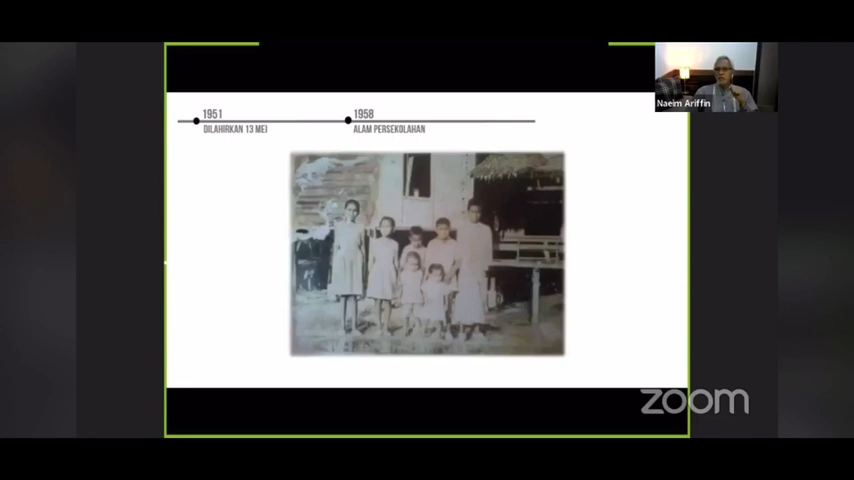 1951
DILAHIRKAN 13 MEI
1958
ALAM PERSEKOLAHAN
Naeim Ariffin
zoom